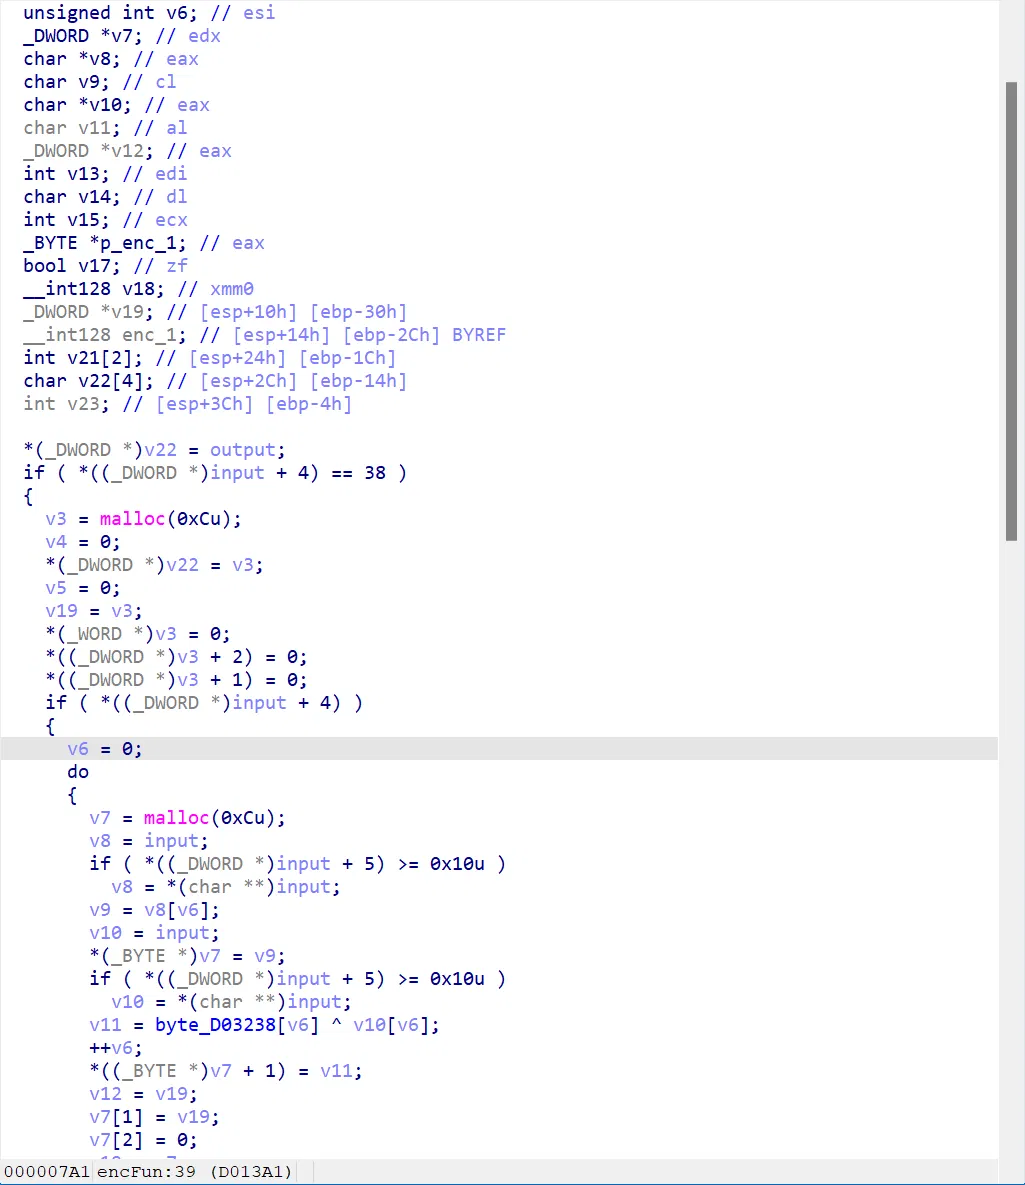 unsigned int v6; // esi
_DWORD *v7; // edx
char *v8; // eax
char v9; // cl
char *v10; // eax
char v11; // al
_DWORD *v12; // eax
int v13; // edi
char v14; // dl
int v15; // ecx
_BYTE *p_enc_1; // eax
bool v17; // zf
__int128 v18; // xmm0
_DWORD *v19; // [esp+10h] [ebp-30h]
__int128 enc_1; // [esp+14h] [ebp-2Ch] BYREF
int v21[2]; // [esp+24h] [ebp-1Ch]
char v22[4]; // [esp+2Ch] [ebp-14h]
int v23; // [esp+3Ch] [ebp-4h]
*(_DWORD *)v22 = output;
if ( *((_DWORD *)input + 4) == 38 )
{
v3 = malloc(0xCu);
v4 = 0;
*(_DWORD *)v22 = v3;
v5 = 0;
v19 = v3;
*(_WORD *)v3 = 0;
*((_DWORD *)v3 + 2) = 0;
*((_DWORD *)v3 + 1) = 0;
if ( *((_DWORD *)input + 4) )
{
v6 = 0;
do
{
v7 = malloc(0xCu);
v8 = input;
if ( *((_DWORD *)input + 5) >= 0x10u )
v8 = *(char **)input;
v9 = v8[v6];
v10 = input;
*(_BYTE *)v7 = v9;
if ( *((_DWORD *)input + 5) >= 0x10u )
v10 = *(char **)input;
v11 = byte_D03238[v6] ^ v10[v6];
++v6;
*((_BYTE *)v7 + 1) = v11;
v12 = v19;
v7[1] = v19;
v7[2] = 0;
000007A1 encFun:39 (D013A1)